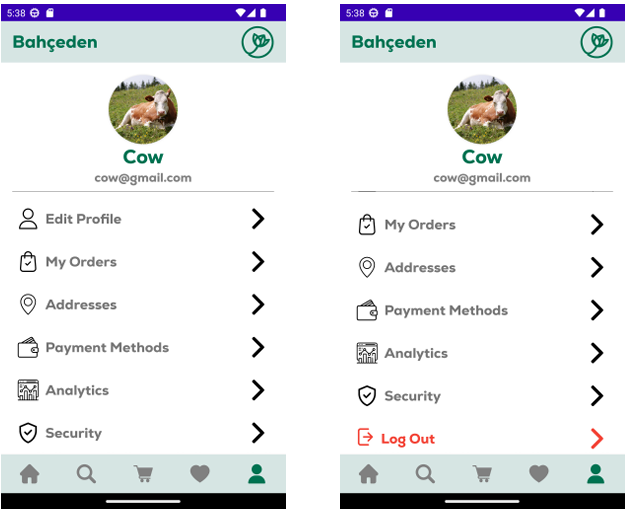 5:38
Bahçeden
Cow
cow@gmail.com
Edit Profile
My Orders
Addresses
Payment Methods
Analytics
Security
5:38
Bahçeden
Cow
cow@gmail.com
My Orders
Addresses
Payment Methods
Analytics
Security
Log Out